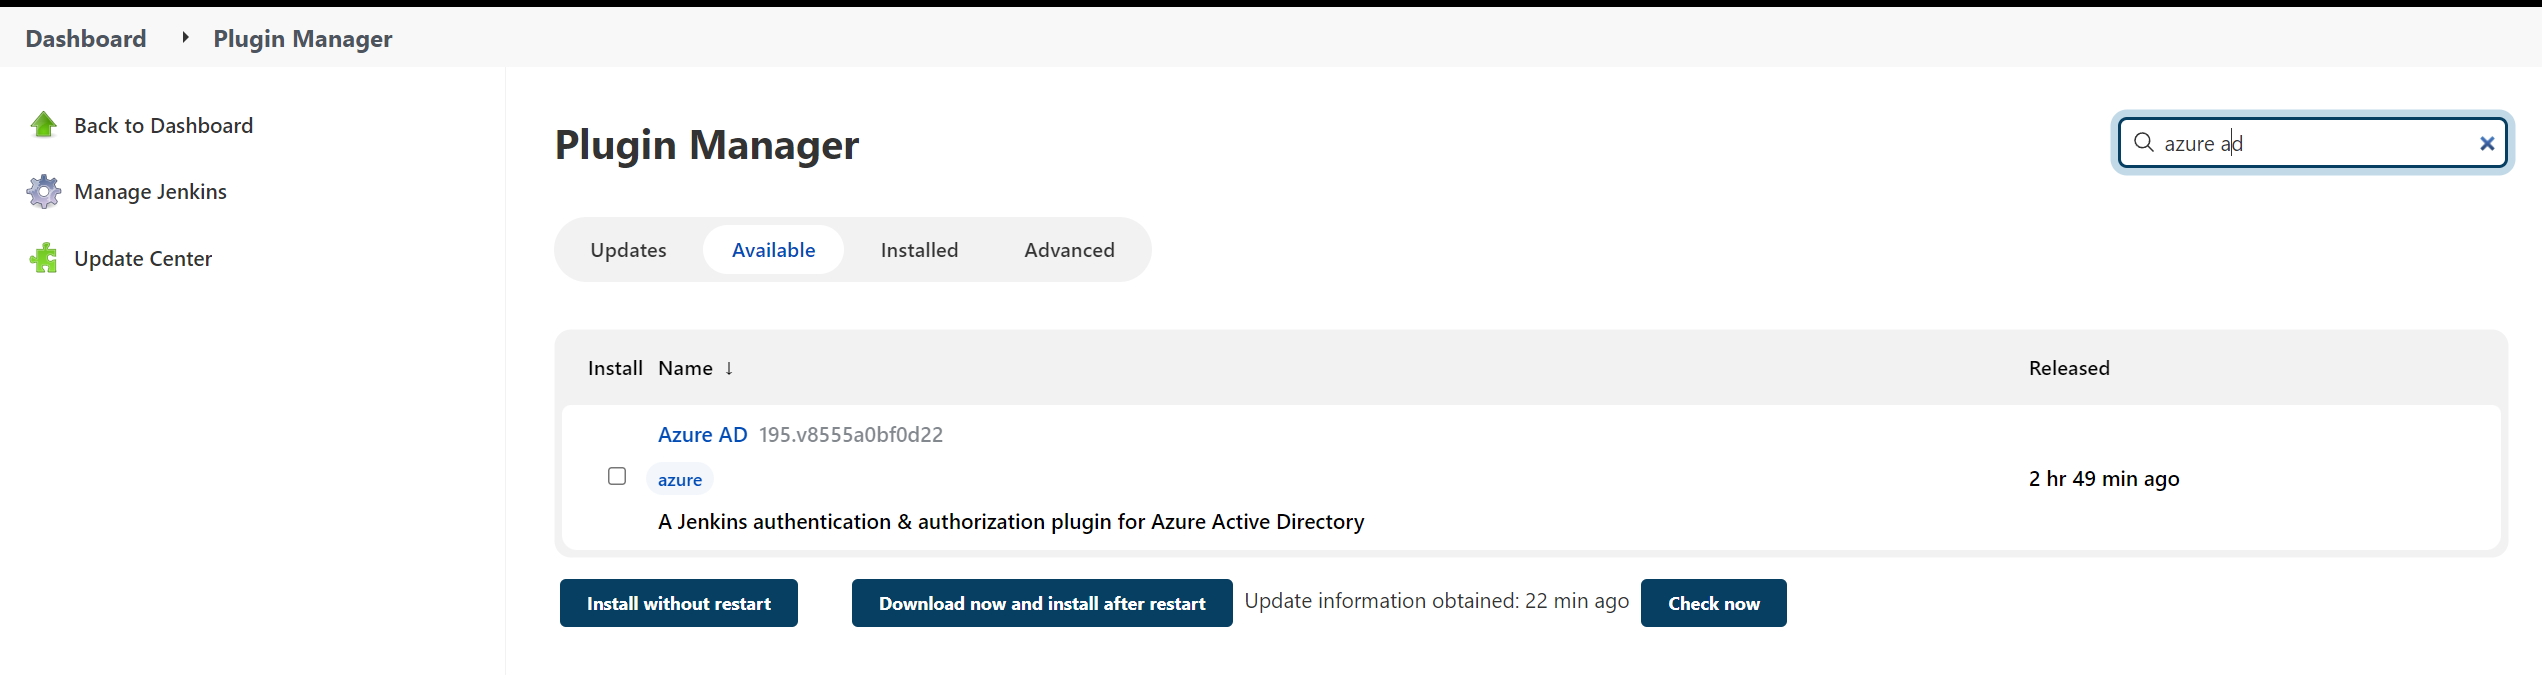 Dashboard
Plugin Manager
Back to Dashboard
Manage Jenkins
Update Center
Plugin Manager
azure ad
Updates Available Installed Advanced
Install Name ↓ Released
Azure AD 195.v8555a0bf0d22
azure
2 hr 49 min ago
A Jenkins authentication & authorization plugin for Azure Active Directory
Install without restart Download now and install after restart Update information obtained: 22 min ago Check now